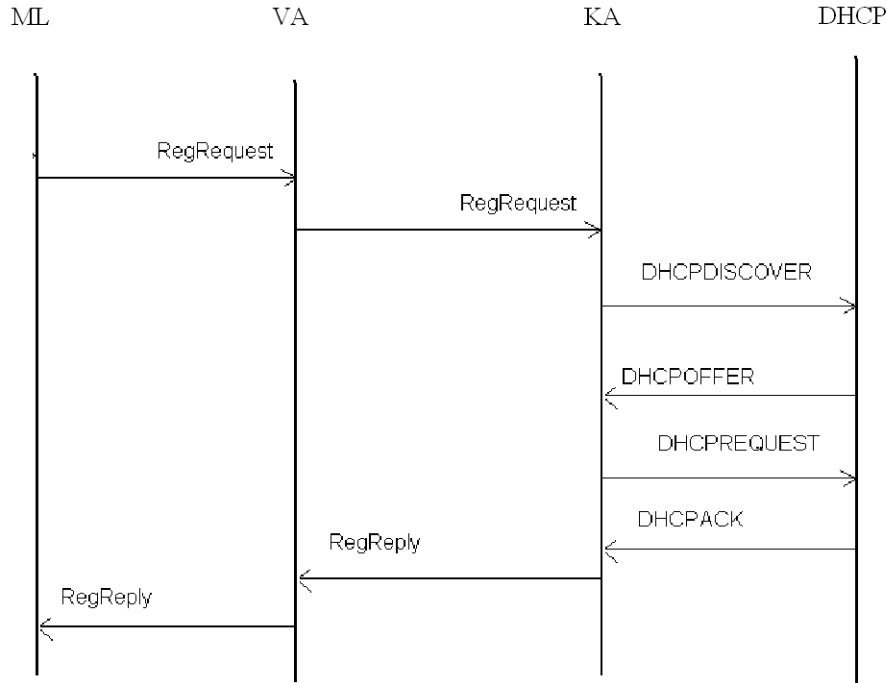 ML VA KA DHCP
RegRequest
RegRequest
DHCPDISCOVER
DHCPOFFER
DHCPREQUEST
DHCPACK
RegReply
RegReply